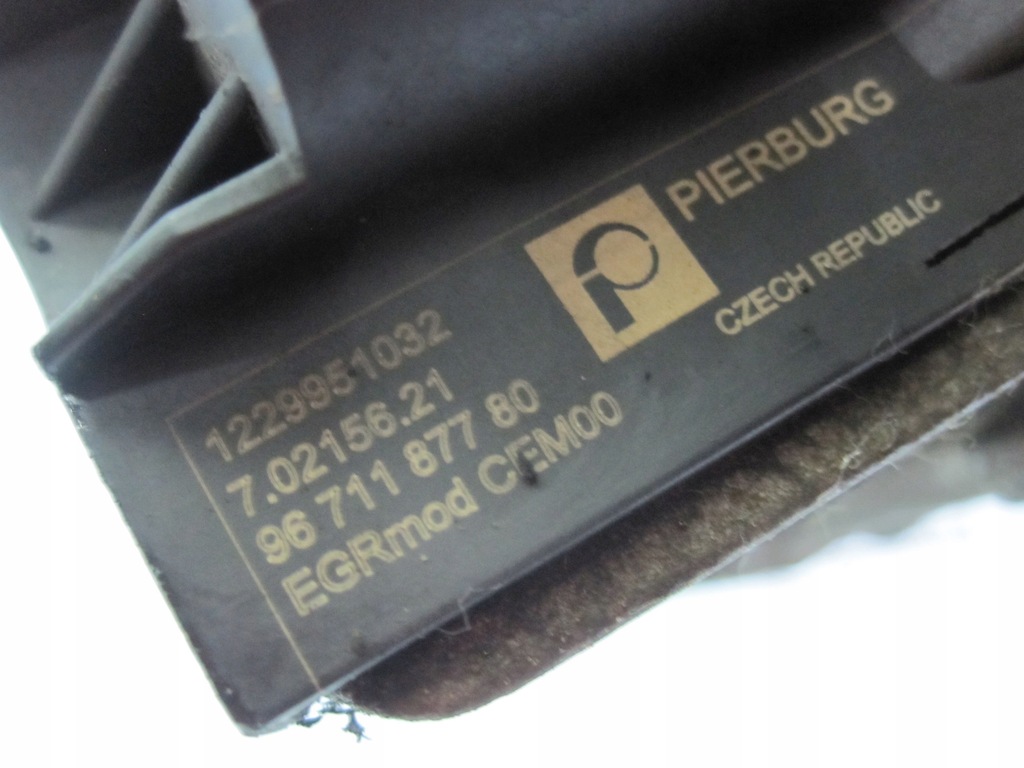 PIERBURG
CZECH REPUBLIC
1229951032
7.02156.21
96 711 877 80
EGRmod CEM00